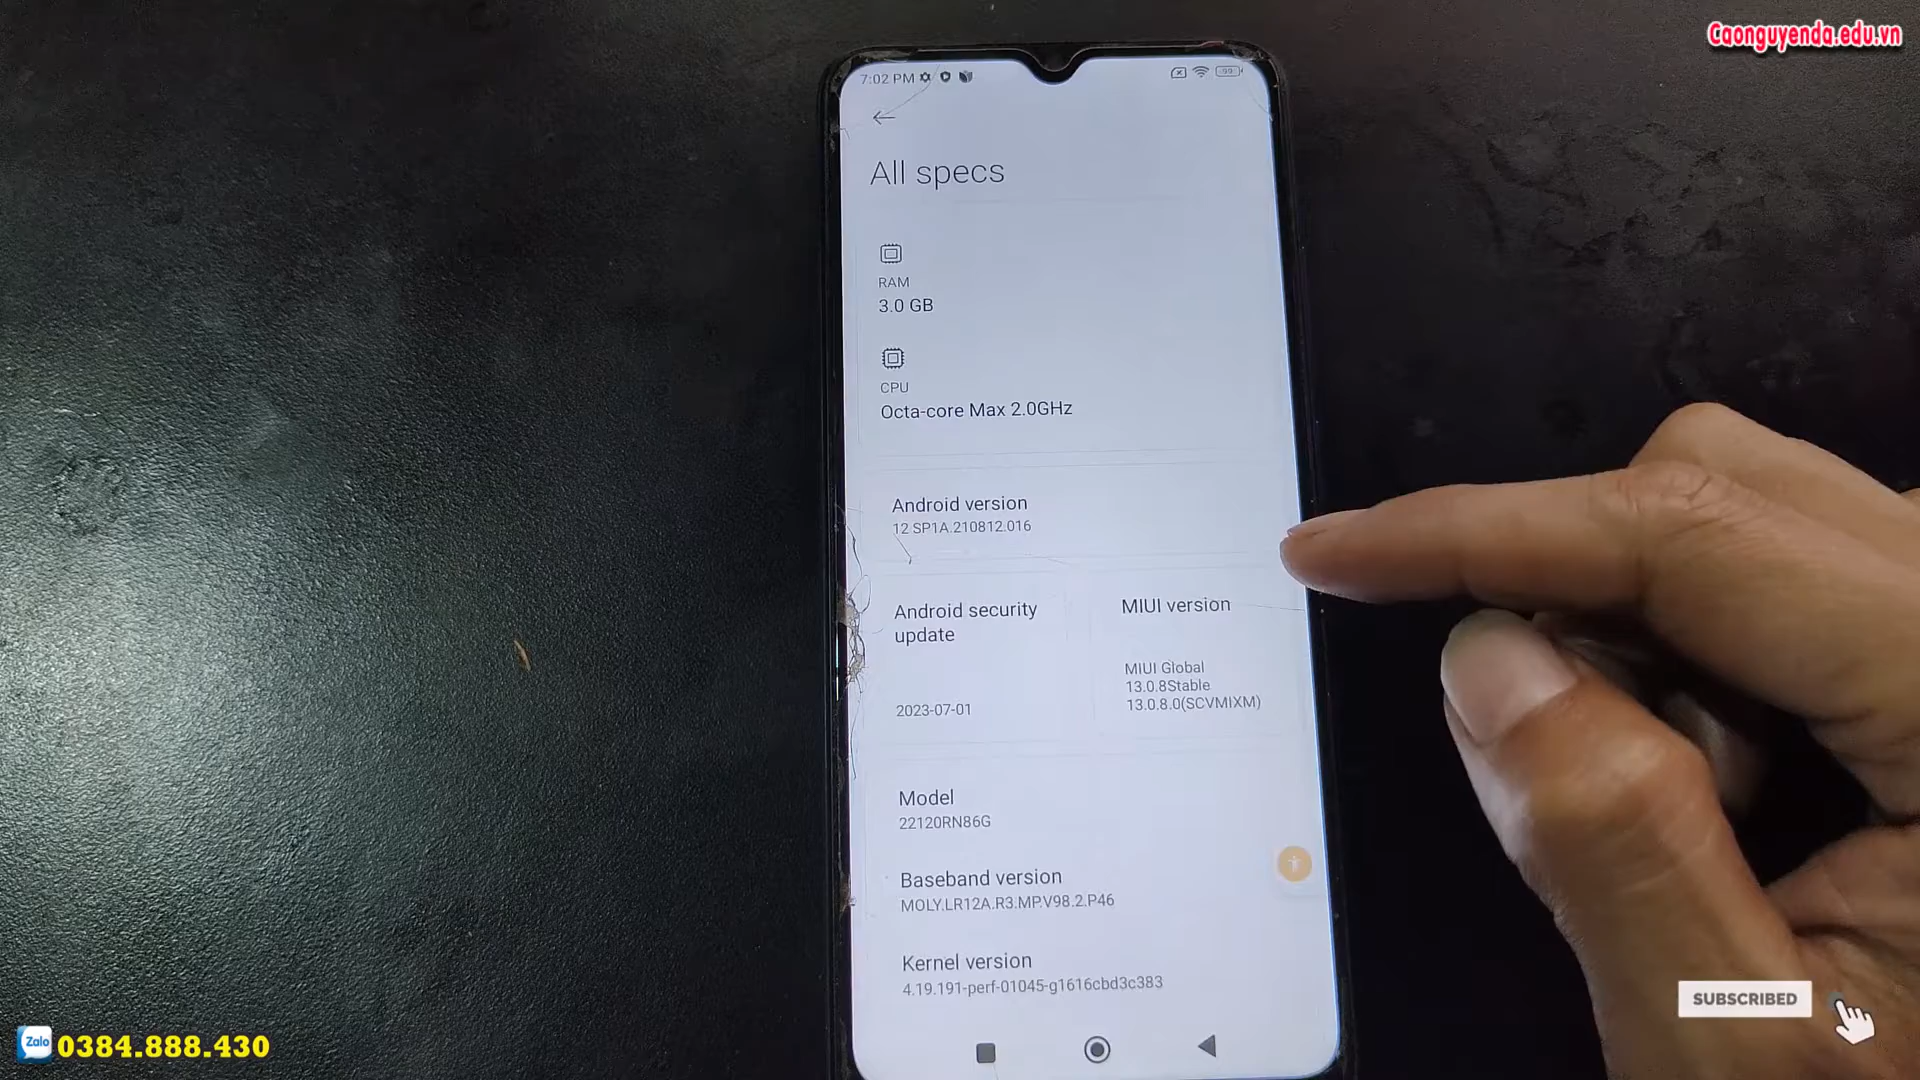 Caonguyenda.edu.vn
7:02 PM
99
All specs
RAM
3.0 GB
CPU
Octa-core Max 2.0GHz
Android version
12 SP1A.210812.016
Android security
update
2023-07-01
MIUI version
MIUI Global
13.0.8Stable
13.0.8.0(SCVMIXM)
Model
22120RN86G
Baseband version
MOLY.LR12A.R3.MP.V98.2.P46
Kernel version
4.19.191-perf-01045-g1616cbd3c383
SUBSCRIBED
Zalo
0384.888.430